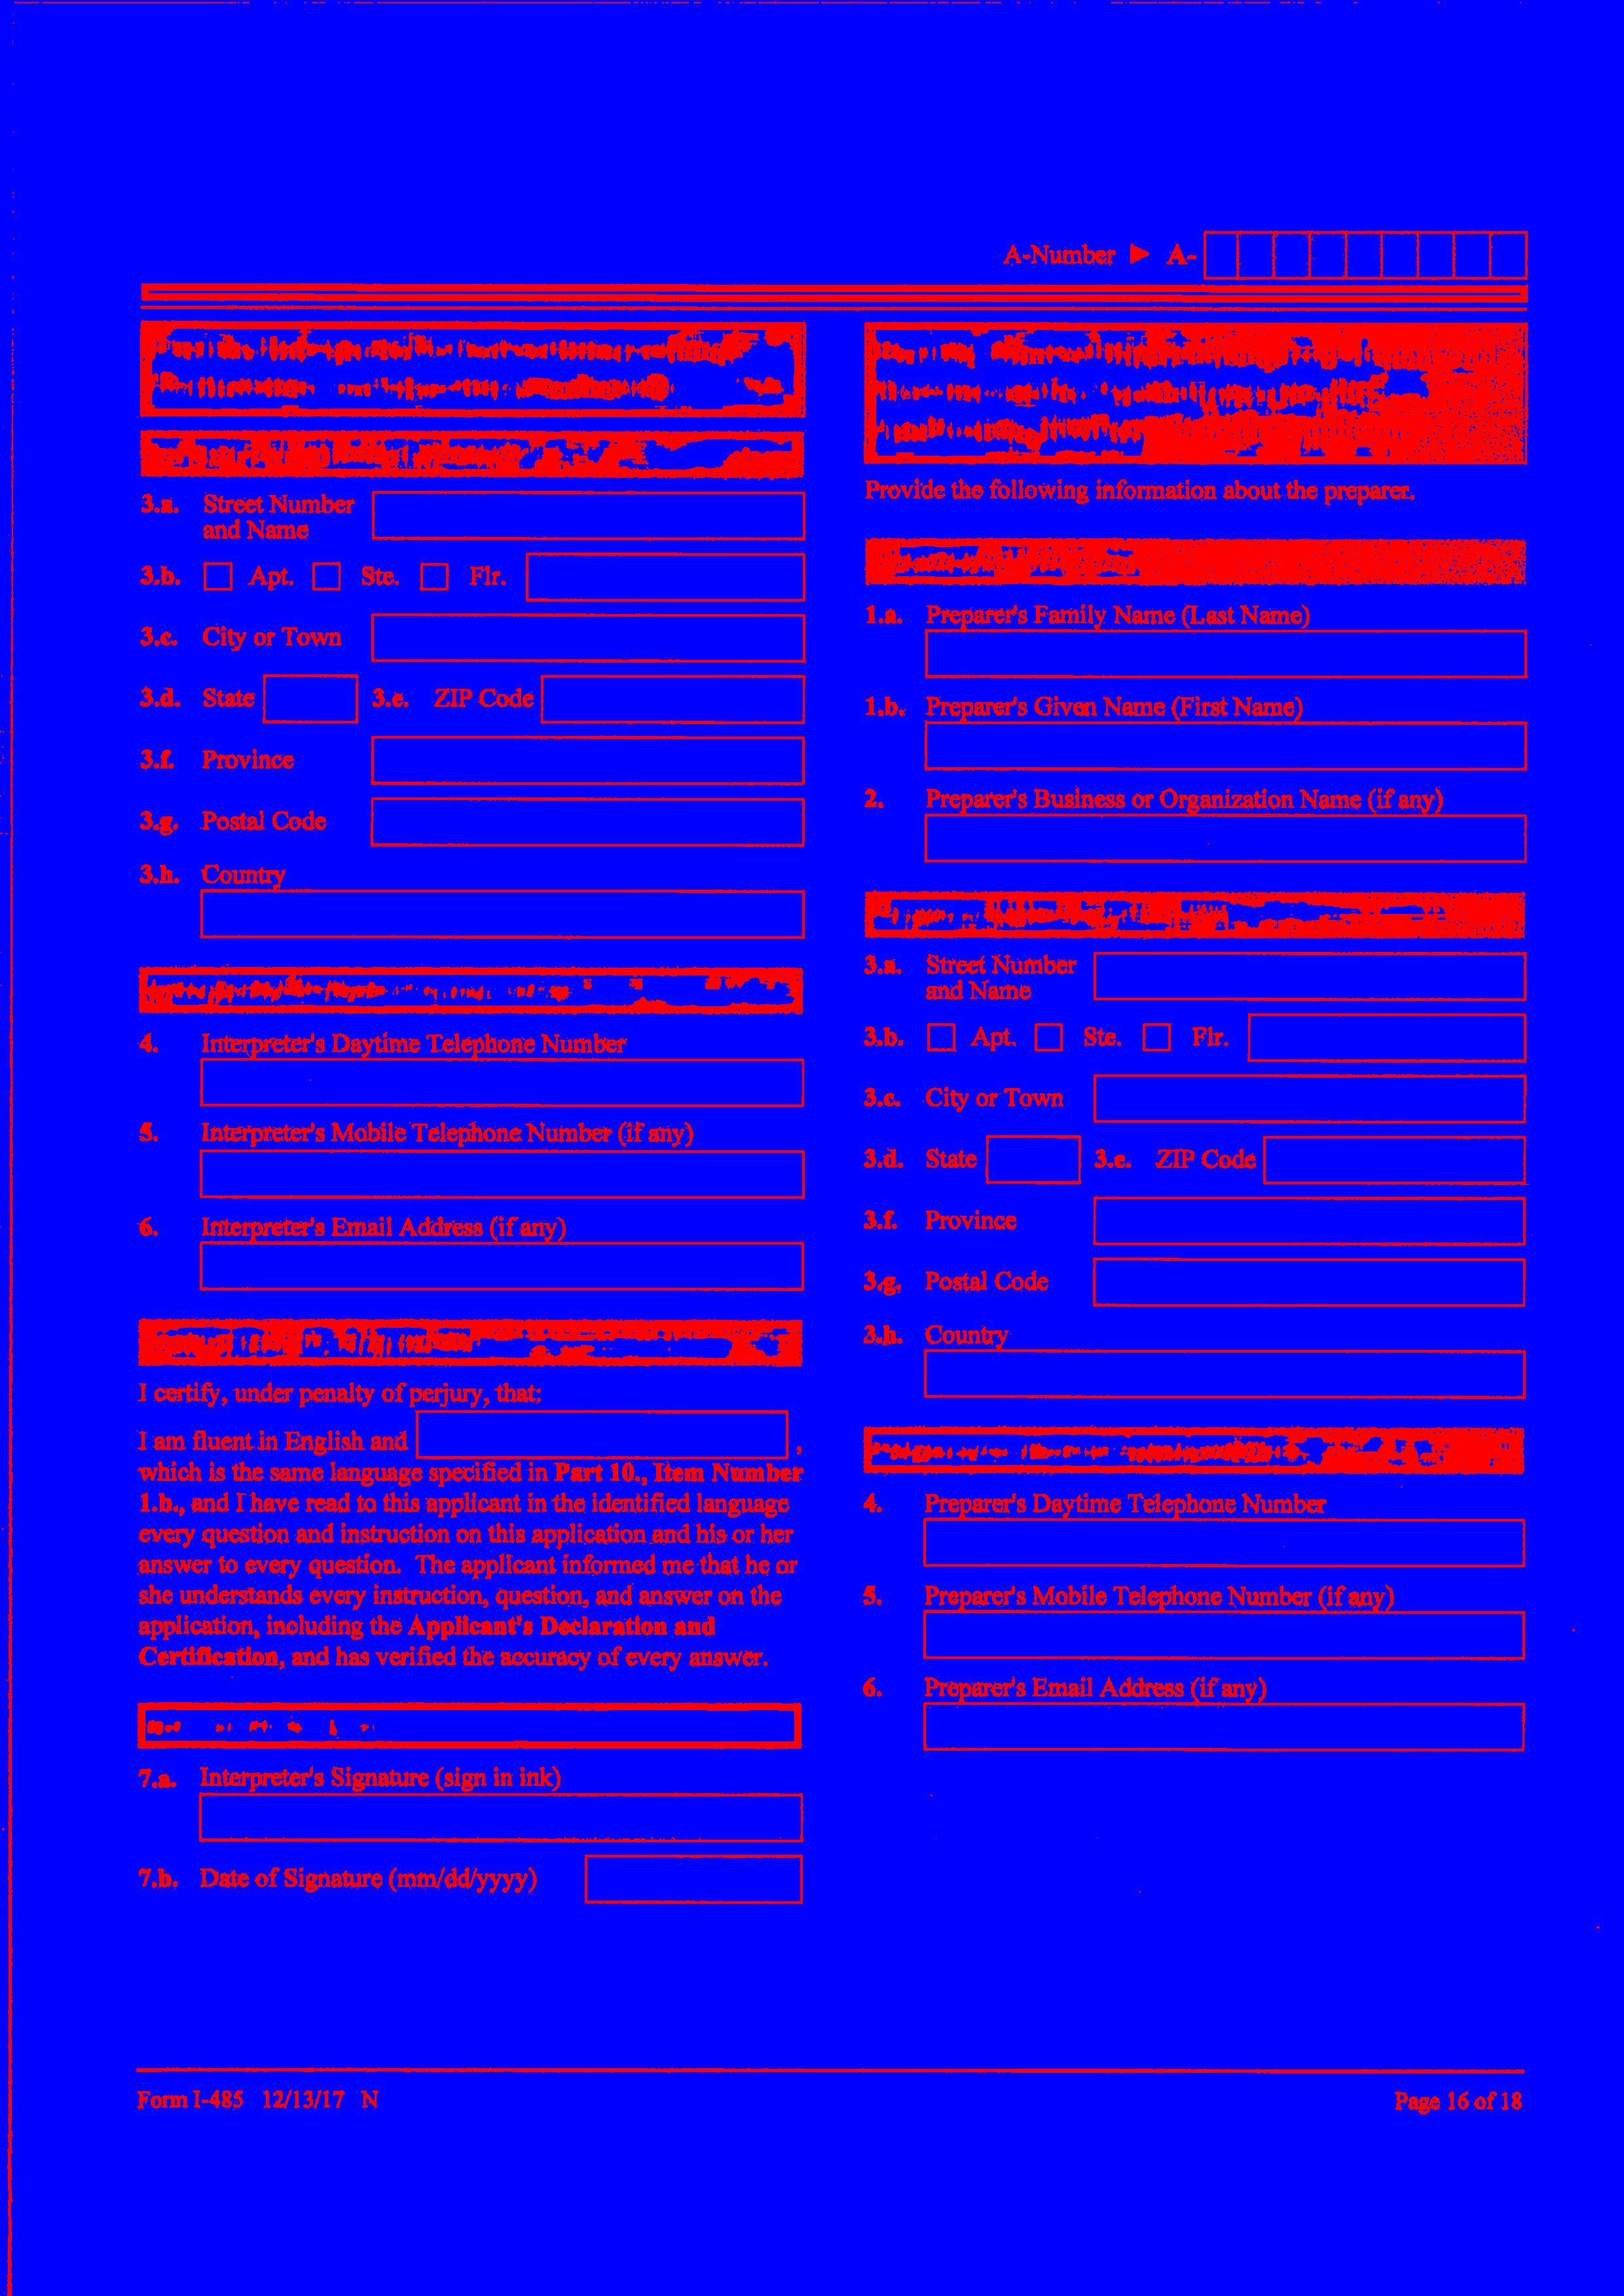 A-Number ► A-
3.a. Street Number
and Name
3.b. Apt. Ste. Flr.
3.c. City or Town
3.d. State 3.e. ZIP Code
3.f. Province
3.g. Postal Code
3.h. Country
4. Interpreter's Daytime Telephone Number
5. Interpreter's Mobile Telephone Number (if any)
6. Interpreter's Email Address (if any)
I certify, under penalty of perjury, that:
I am fluent in English and ,
which is the same language specified in Part 10., Item Number
1.b., and I have read to this applicant in the identified language
every question and instruction on this application and his or her
answer to every question. The applicant informed me that he or
she understands every instruction, question, and answer on the
application, including the Applicant's Declaration and
Certification, and has verified the accuracy of every answer.
7.a. Interpreter's Signature (sign in ink)
7.b. Date of Signature (mm/dd/yyyy)
Provide the following information about the preparer.
1.a. Preparer's Family Name (Last Name)
1.b. Preparer's Given Name (First Name)
2. Preparer's Business or Organization Name (if any)
3.a. Street Number
and Name
3.b. Apt. Ste. Flr.
3.c. City or Town
3.d. State 3.e. ZIP Code
3.f. Province
3.g. Postal Code
3.h. Country
4. Preparer's Daytime Telephone Number
5. Preparer's Mobile Telephone Number (if any)
6. Preparer's Email Address (if any)
Form I-485 12/13/17 N
Page 16 of 18